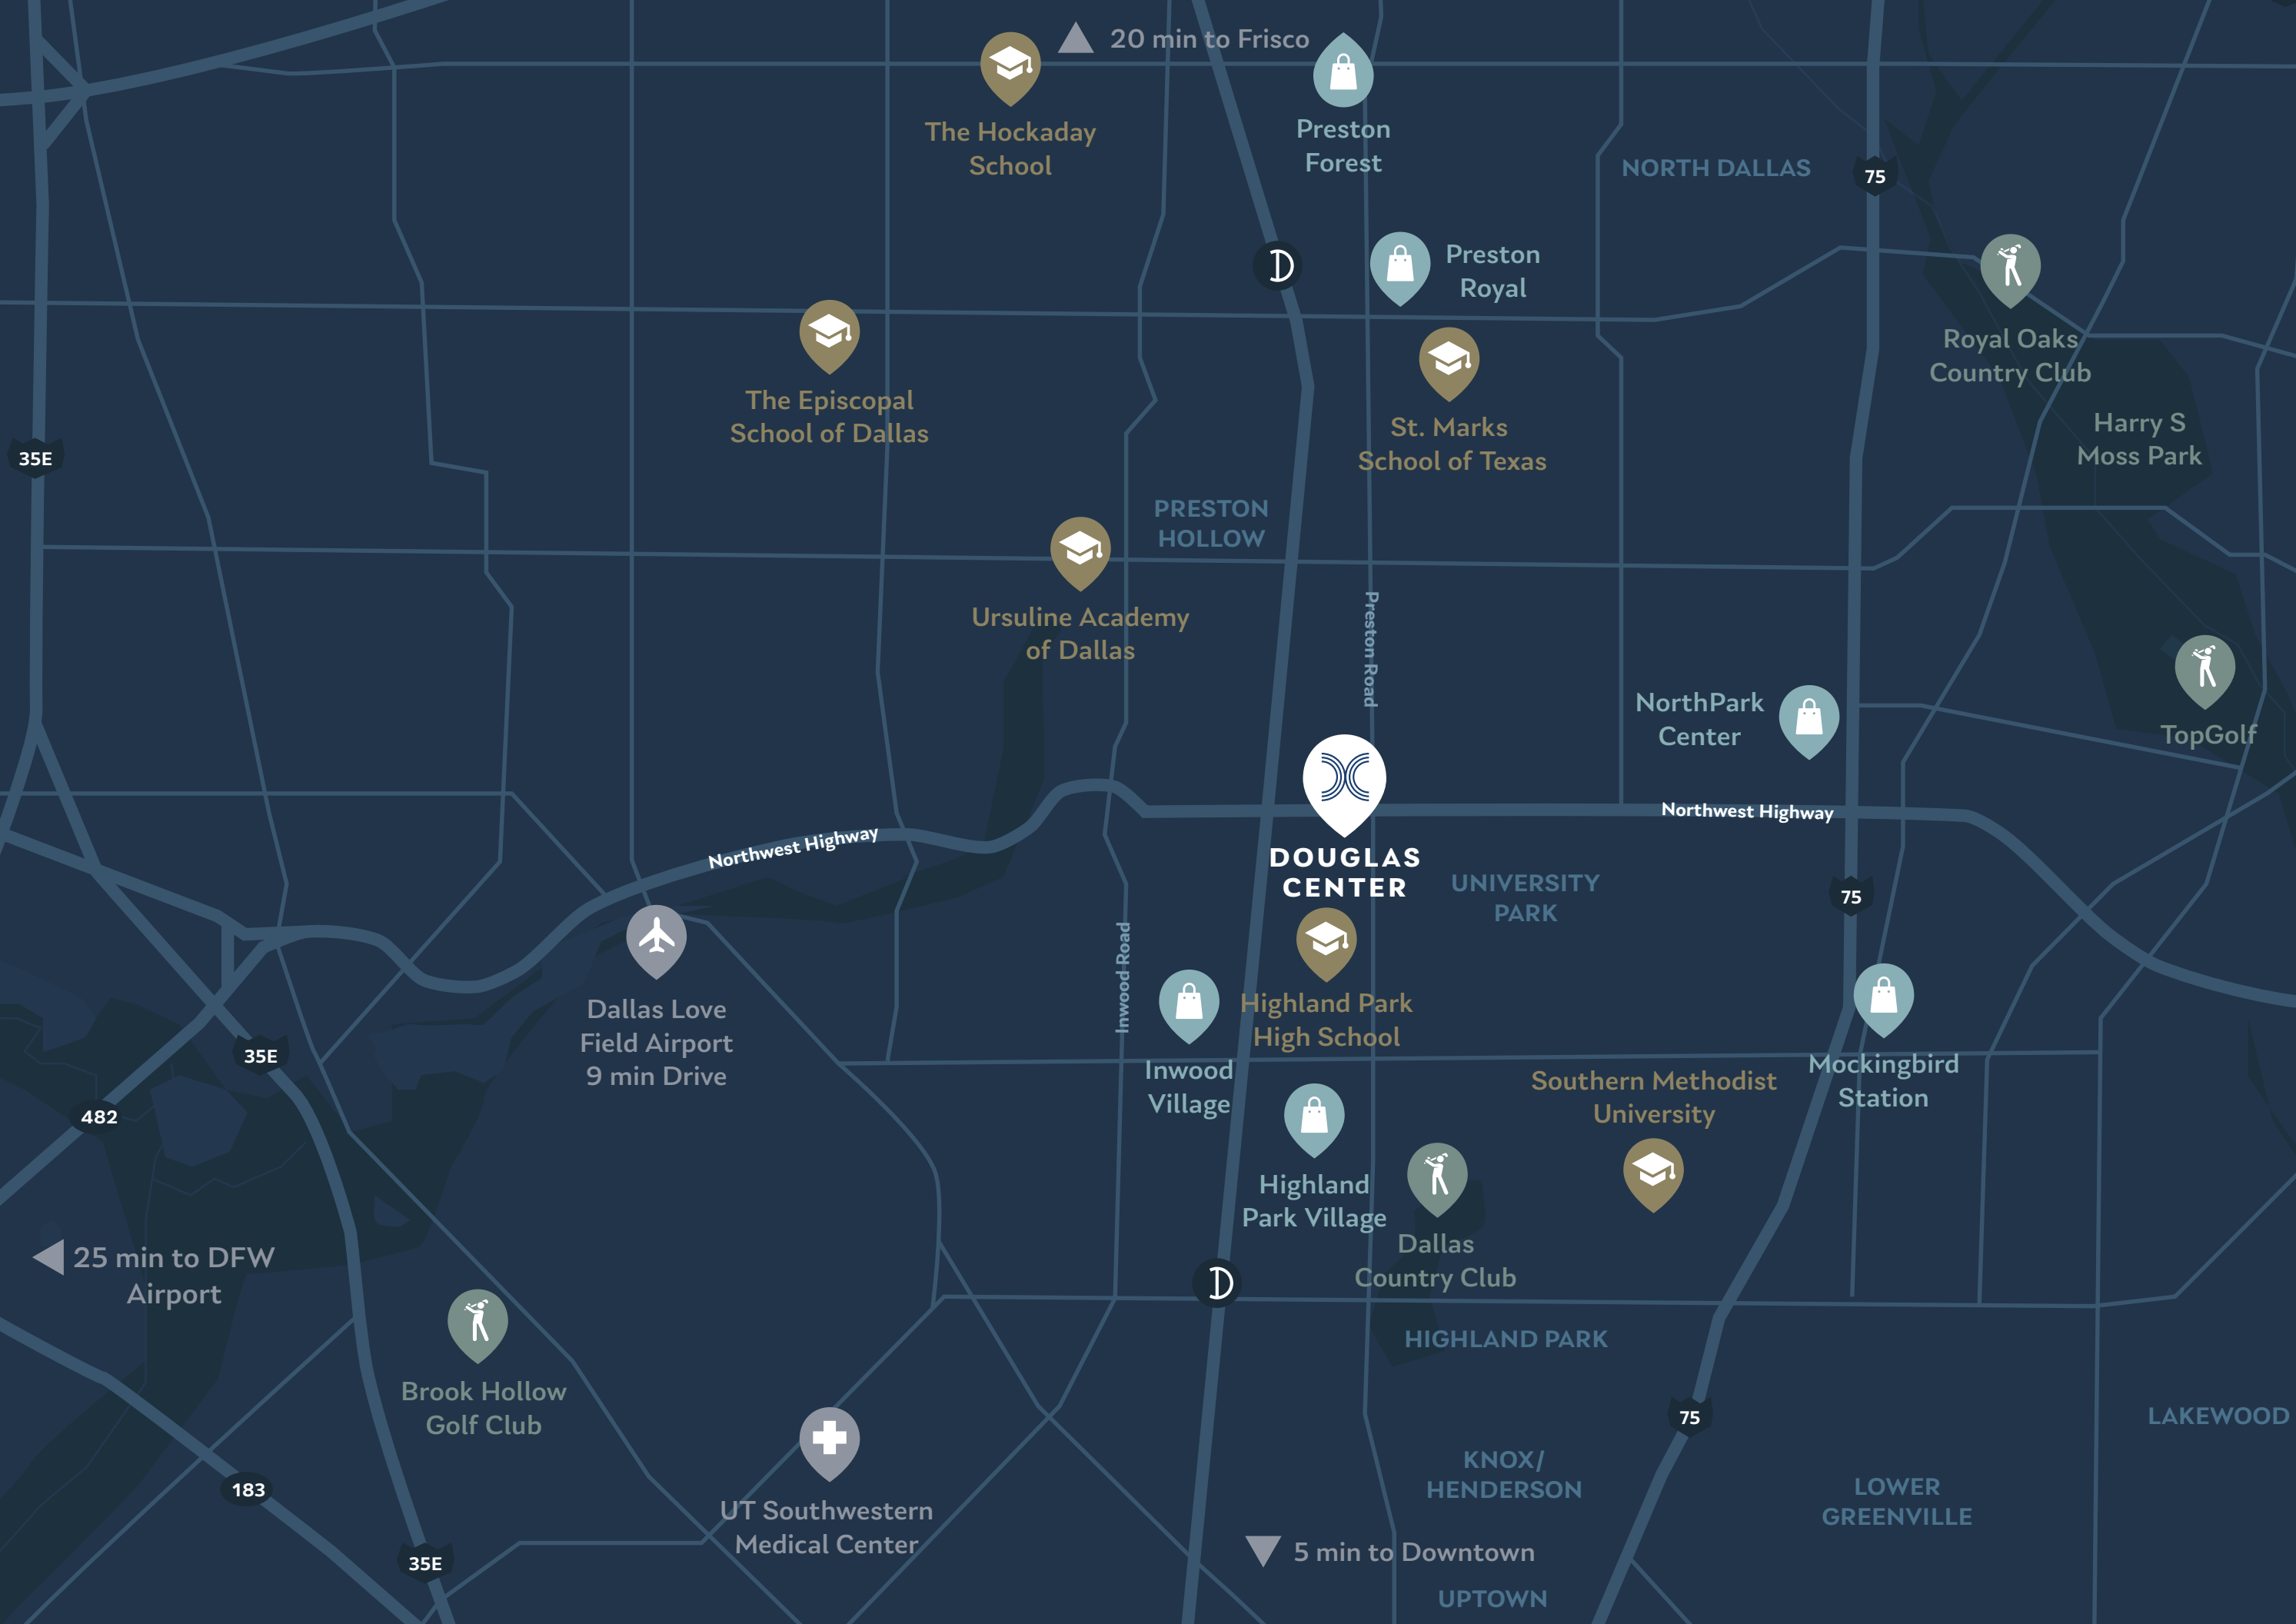 20 min to Frisco
The Hockaday
School
Preston
Forest
NORTH DALLAS
75
Preston
Royal
Royal Oaks
Country Club
The Episcopal
School of Dallas
St. Marks
School of Texas
Harry S
Moss Park
35E
PRESTON
HOLLOW
Ursuline Academy
of Dallas
Preston Road
NorthPark
Center
TopGolf
Northwest Highway
Northwest Highway
DOUGLAS
CENTER
UNIVERSITY
PARK
75
Inwood Road
Dallas Love
Field Airport
9 min Drive
Highland Park
High School
35E
Inwood
Village
Mockingbird
Station
Southern Methodist
University
482
Highland
Park Village
Dallas
Country Club
25 min to DFW
Airport
HIGHLAND PARK
Brook Hollow
Golf Club
75
LAKEWOOD
KNOX/
HENDERSON
183
LOWER
GREENVILLE
UT Southwestern
Medical Center
35E
5 min to Downtown
UPTOWN